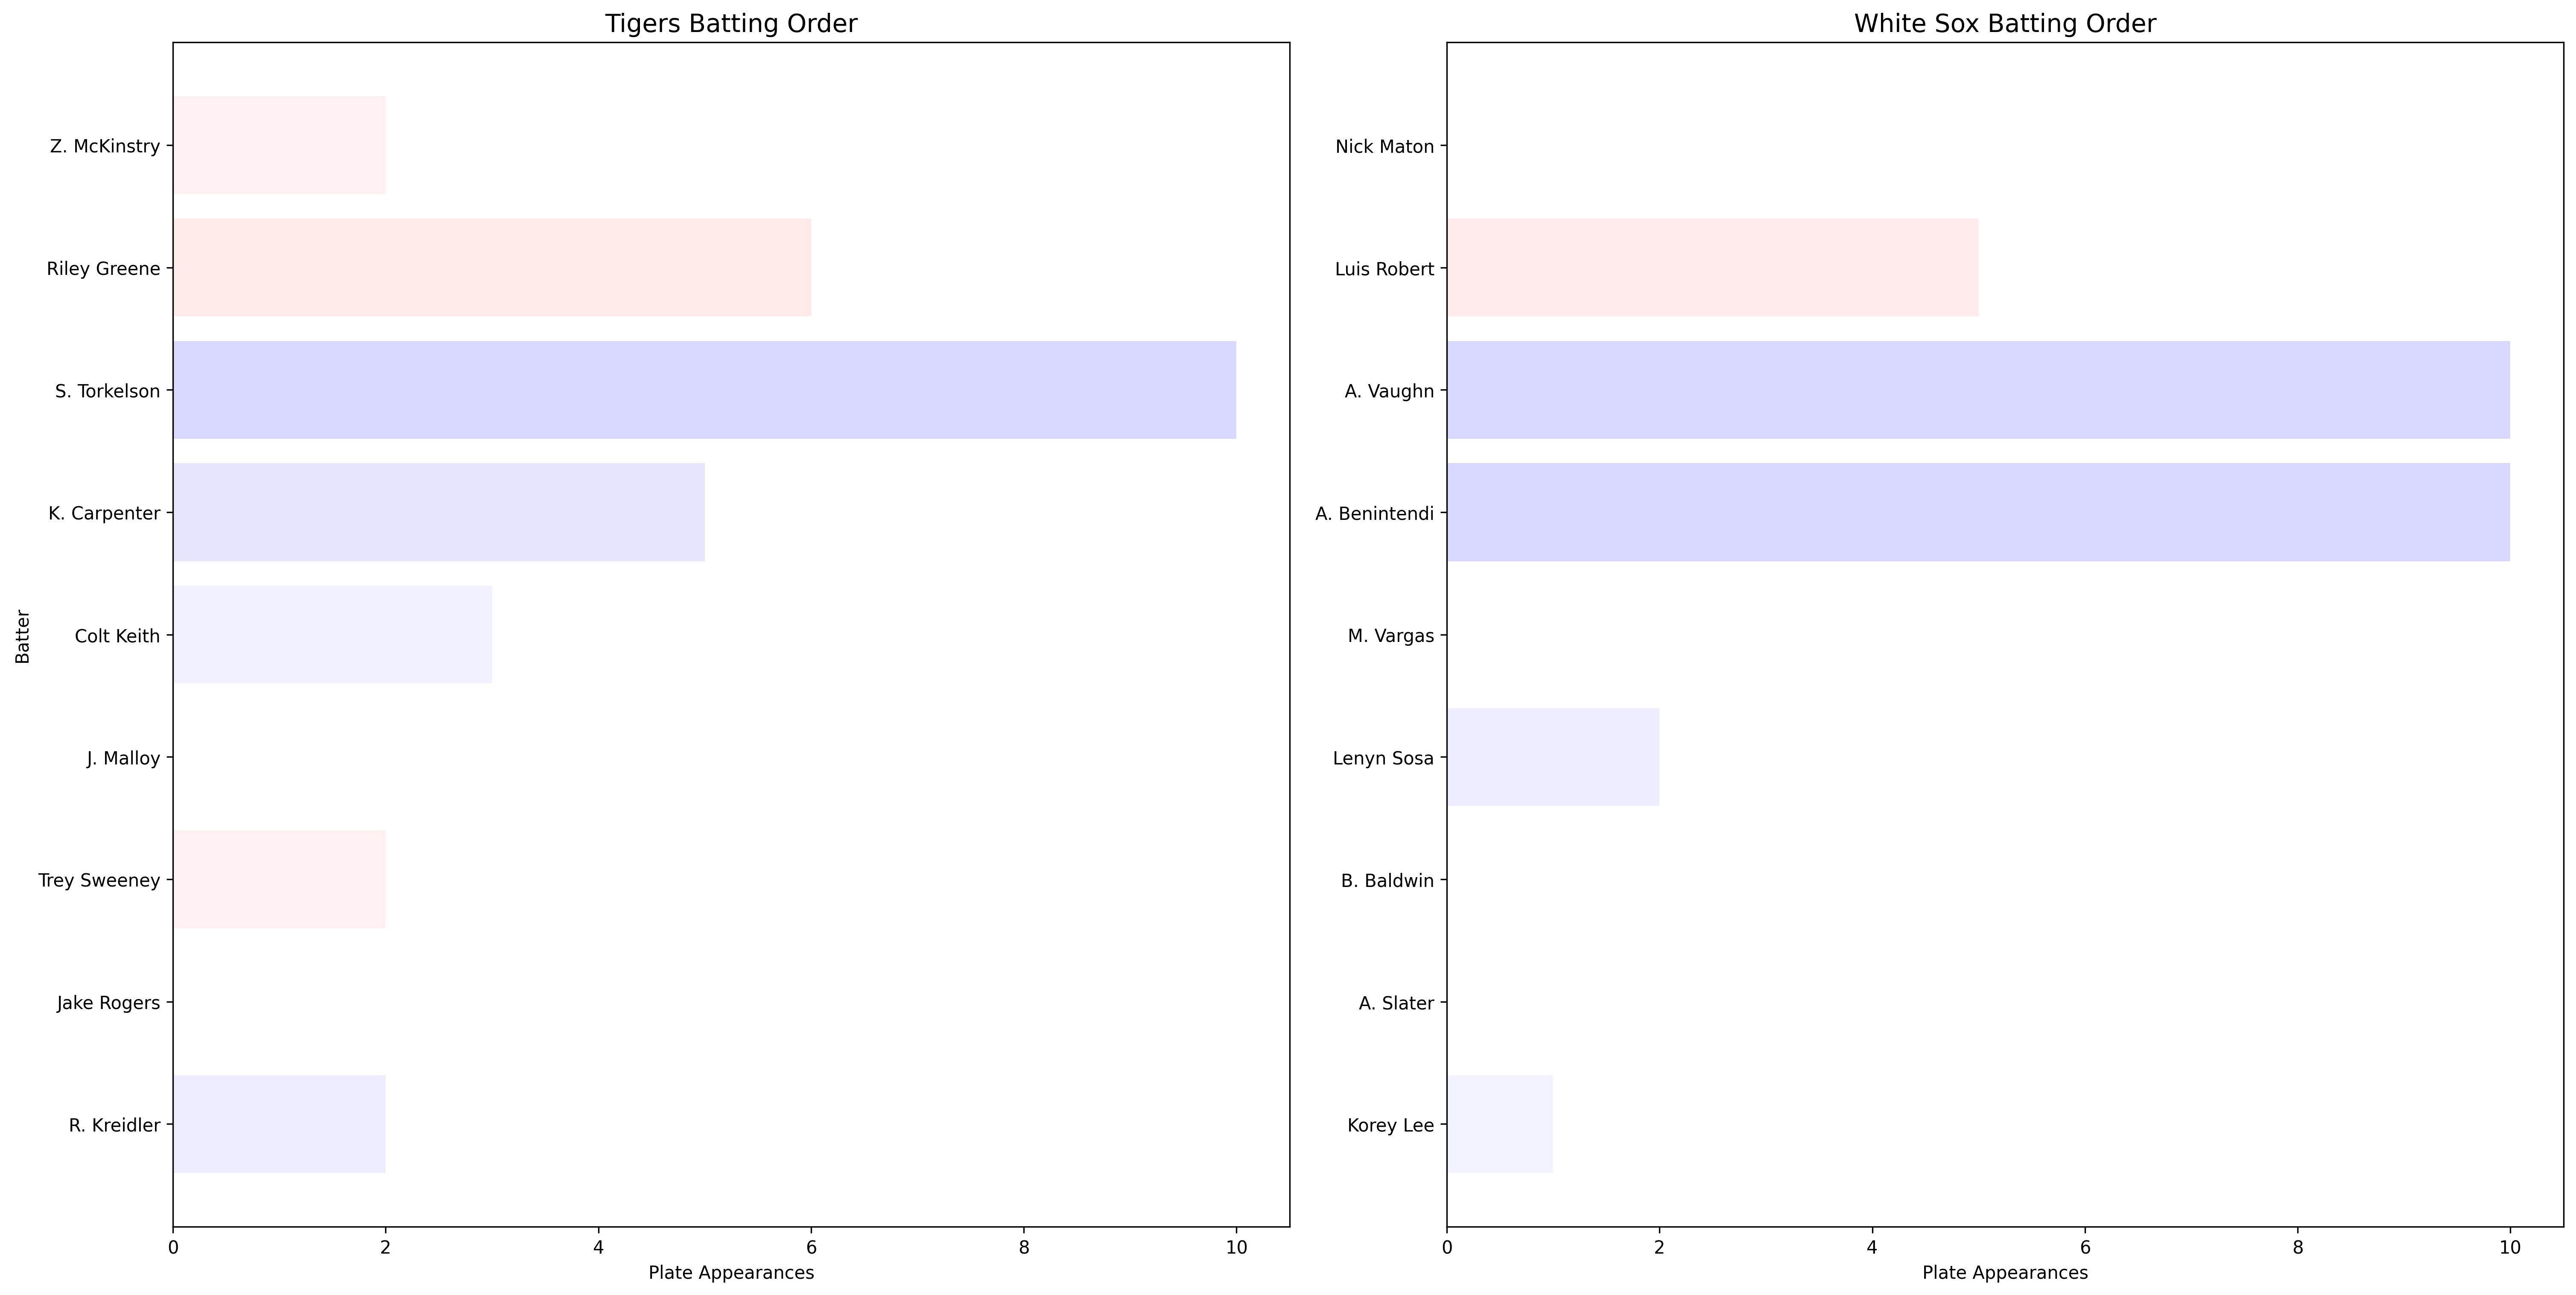 Tigers Batting Order
Batter
Z. McKinstry
Riley Greene
S. Torkelson
K. Carpenter
Colt Keith
J. Malloy
Trey Sweeney
Jake Rogers
R. Kreidler
0 2 4 6 8 10
Plate Appearances
White Sox Batting Order
Nick Maton
Luis Robert
A. Vaughn
A. Benintendi
M. Vargas
Lenyn Sosa
B. Baldwin
A. Slater
Korey Lee
0 2 4 6 8 10
Plate Appearances